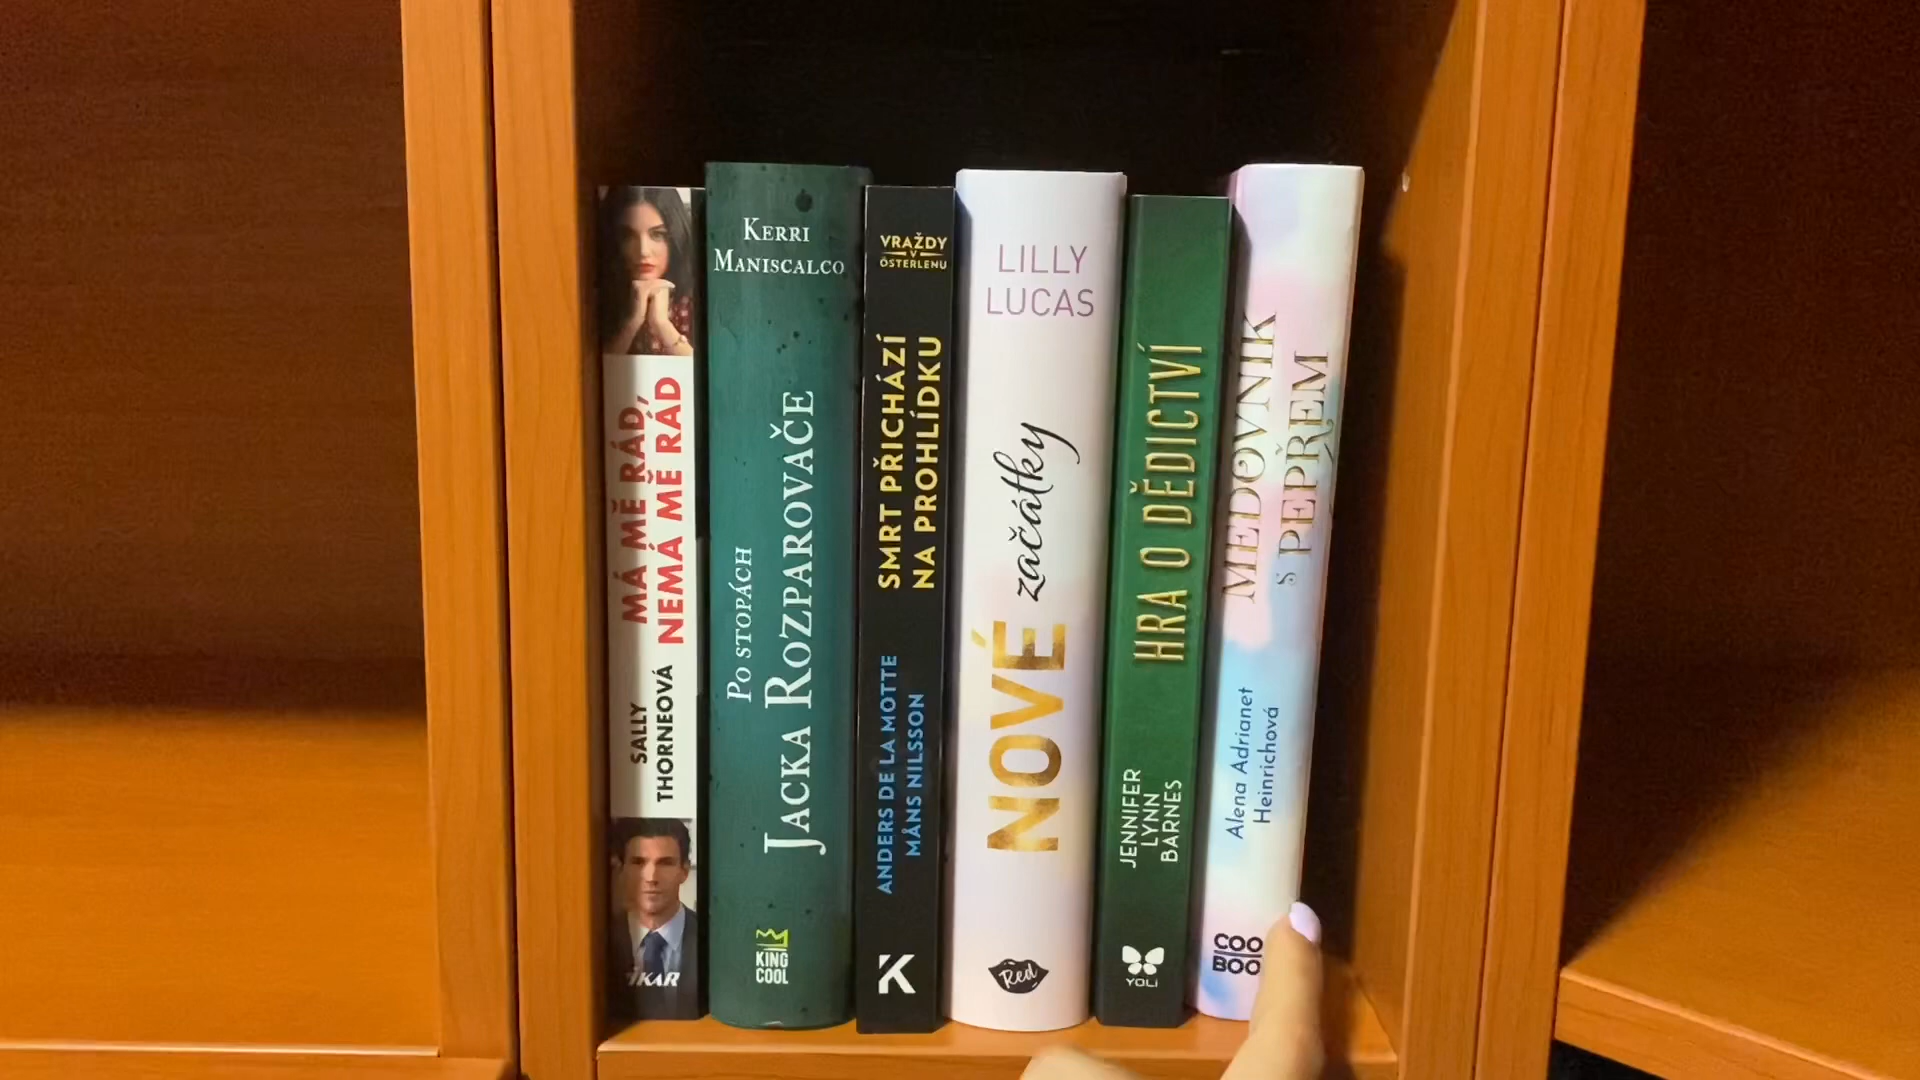 MÁ MĚ RÁD,
NEMÁ MĚ RÁD
SALLY
THORNEOVÁ
IKAR
KERRI
MANISCALCO
PO STOPÁCH
JACKA ROZPAROVAČE
KING
COOL
VRAŽDY
V
ÖSTERLENU
SMRT PŘICHÁZÍ
NA PROHLÍDKU
ANDERS DE LA MOTTE
MÅNS NILSSON
K
LILLY
LUCAS
NOVÉ začátky
Red
HRA O DĚDICTVÍ
JENNIFER
LYNN
BARNES
YOLi
MEDOVNÍK
S PEPŘEM
Alena Adrianet
Heinrichová
COO
BOO